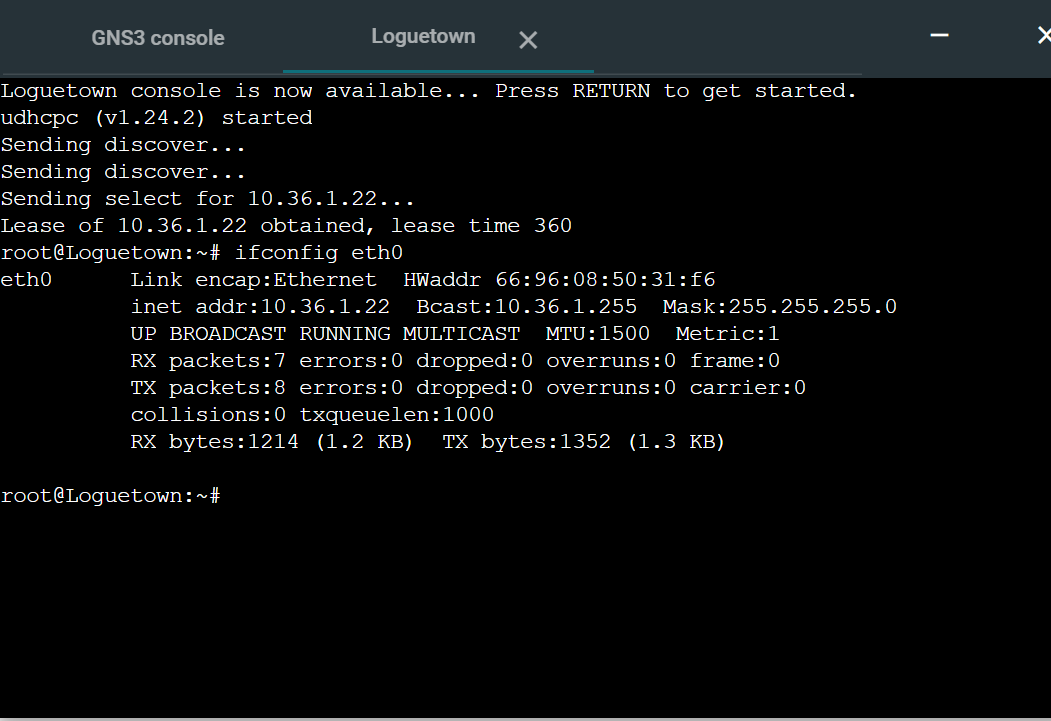 GNS3 console
Loguetown
Loguetown console is now available... Press RETURN to get started.
udhcpc (v1.24.2) started
Sending discover...
Sending discover...
Sending select for 10.36.1.22...
Lease of 10.36.1.22 obtained, lease time 360
root@Loguetown:~# ifconfig eth0
eth0      Link encap:Ethernet  HWaddr 66:96:08:50:31:f6
          inet addr:10.36.1.22  Bcast:10.36.1.255  Mask:255.255.255.0
          UP BROADCAST RUNNING MULTICAST  MTU:1500  Metric:1
          RX packets:7 errors:0 dropped:0 overruns:0 frame:0
          TX packets:8 errors:0 dropped:0 overruns:0 carrier:0
          collisions:0 txqueuelen:1000
          RX bytes:1214 (1.2 KB)  TX bytes:1352 (1.3 KB)
root@Loguetown:~#